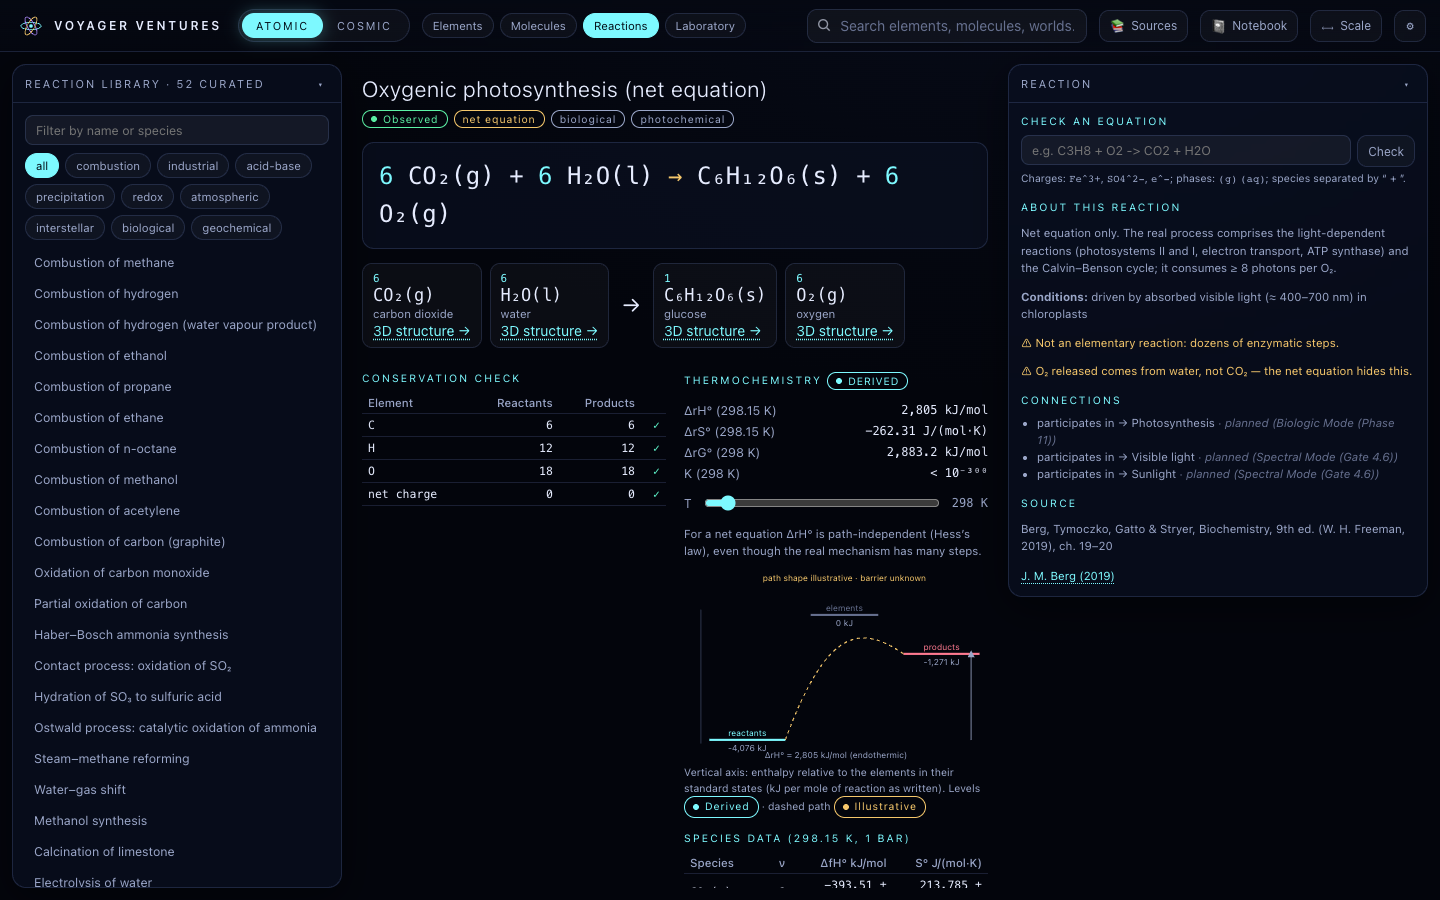 VOYAGER VENTURES
ATOMIC
COSMIC
Elements
Molecules
Reactions
Laboratory
Search elements, molecules, worlds.
Sources
Notebook
Scale
REACTION LIBRARY · 52 CURATED
Filter by name or species
all
combustion
industrial
acid-base
precipitation
redox
atmospheric
interstellar
biological
geochemical
Combustion of methane
Combustion of hydrogen
Combustion of hydrogen (water vapour product)
Combustion of ethanol
Combustion of propane
Combustion of ethane
Combustion of n-octane
Combustion of methanol
Combustion of acetylene
Combustion of carbon (graphite)
Oxidation of carbon monoxide
Partial oxidation of carbon
Haber–Bosch ammonia synthesis
Contact process: oxidation of SO₂
Hydration of SO₃ to sulfuric acid
Ostwald process: catalytic oxidation of ammonia
Steam–methane reforming
Water–gas shift
Methanol synthesis
Calcination of limestone
Electrolysis of water
Oxygenic photosynthesis (net equation)
Observed
net equation
biological
photochemical
6 CO₂(g) + 6 H₂O(l) → C₆H₁₂O₆(s) + 6
O₂(g)
6
CO₂(g)
carbon dioxide
3D structure →
6
H₂O(l)
water
3D structure →
→
1
C₆H₁₂O₆(s)
glucose
3D structure →
6
O₂(g)
oxygen
3D structure →
CONSERVATION CHECK
Element Reactants Products
C 6 6 ✓
H 12 12 ✓
O 18 18 ✓
net charge 0 0 ✓
THERMOCHEMISTRY DERIVED
ΔrH° (298.15 K) 2,805 kJ/mol
ΔrS° (298.15 K) −262.31 J/(mol·K)
ΔrG° (298 K) 2,883.2 kJ/mol
K (298 K) < 10⁻³⁰⁰
T 298 K
For a net equation ΔrH° is path-independent (Hess's
law), even though the real mechanism has many steps.
path shape illustrative · barrier unknown
elements
0 kJ
products
-1,271 kJ
reactants
-4,076 kJ
ΔrH° = 2,805 kJ/mol (endothermic)
Vertical axis: enthalpy relative to the elements in their
standard states (kJ per mole of reaction as written). Levels
Derived · dashed path Illustrative
SPECIES DATA (298.15 K, 1 BAR)
Species ν ΔfH° kJ/mol S° J/(mol·K)
−393.51 ± 213.785 ±
REACTION
CHECK AN EQUATION
e.g. C3H8 + O2 -> CO2 + H2O
Check
Charges: Fe^3+, SO4^2−, e^−; phases: (g) (aq); species separated by " + ".
ABOUT THIS REACTION
Net equation only. The real process comprises the light-dependent
reactions (photosystems II and I, electron transport, ATP synthase) and
the Calvin–Benson cycle; it consumes ≥ 8 photons per O₂.
Conditions: driven by absorbed visible light (≈ 400–700 nm) in
chloroplasts
⚠ Not an elementary reaction: dozens of enzymatic steps.
⚠ O₂ released comes from water, not CO₂ — the net equation hides this.
CONNECTIONS
participates in → Photosynthesis · planned (Biologic Mode (Phase
11))
participates in → Visible light · planned (Spectral Mode (Gate 4.6))
participates in → Sunlight · planned (Spectral Mode (Gate 4.6))
SOURCE
Berg, Tymoczko, Gatto & Stryer, Biochemistry, 9th ed. (W. H. Freeman,
2019), ch. 19–20
J. M. Berg (2019)